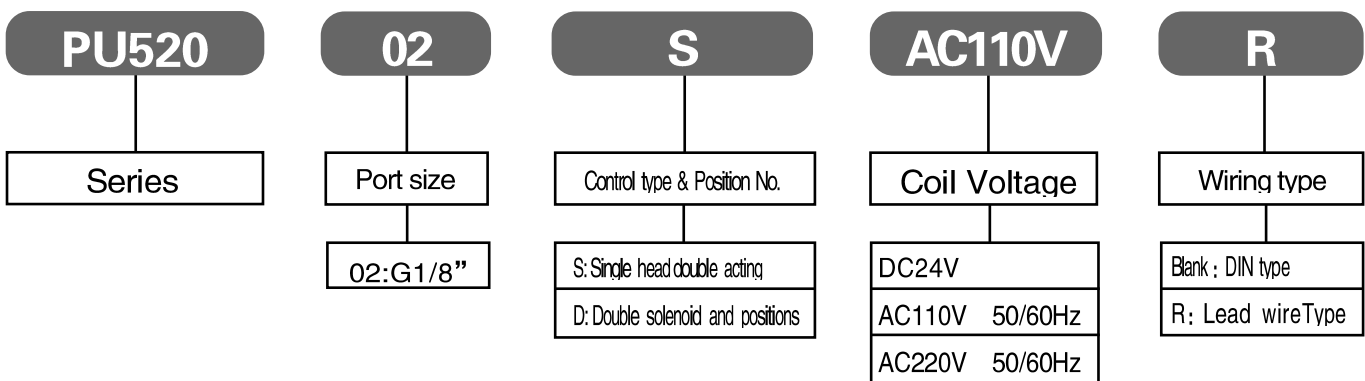 PU520 02 S AC110V R
Series Port size Control type & Position No. Coil Voltage Wiring type
02:G1/8” S: Single head double acting DC24V Blank : DIN type
D: Double solenoid and positions AC110V 50/60Hz R: Lead wireType
AC220V 50/60Hz